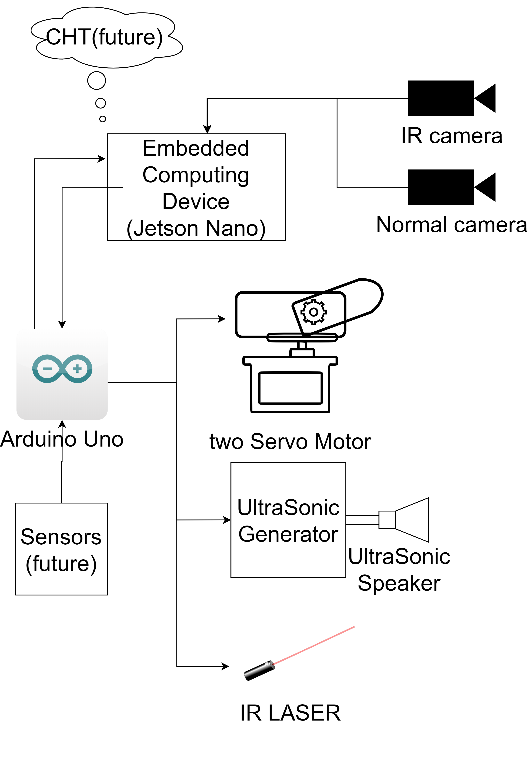 CHT(future)
IR camera
Embedded
Computing
Device
(Jetson Nano)
Normal camera
Arduino Uno
two Servo Motor
Sensors
(future)
UltraSonic
Generator
UltraSonic
Speaker
IR LASER